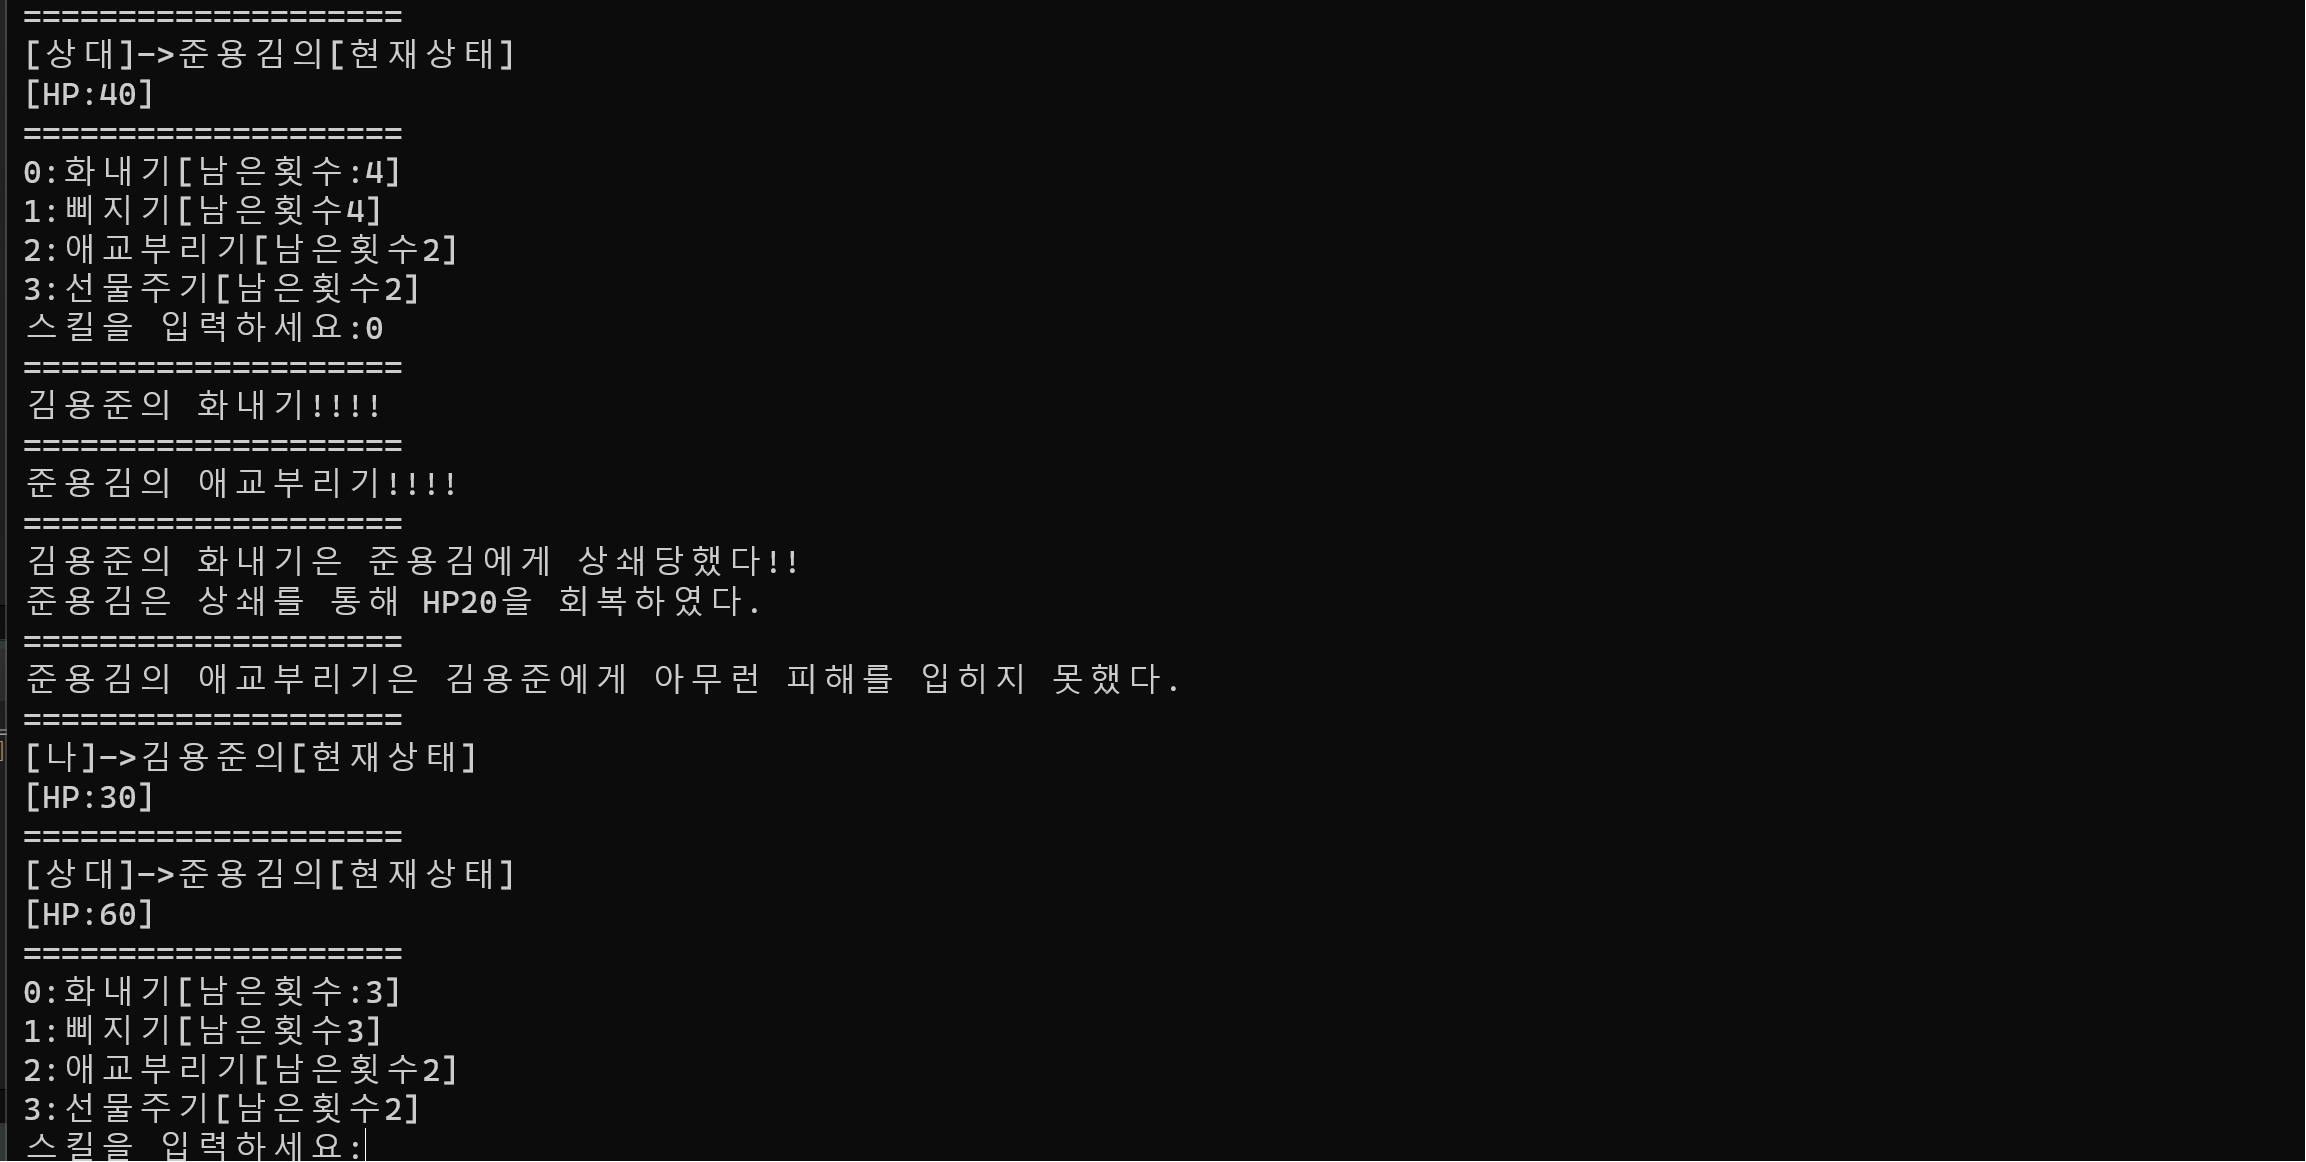 ====================
[상대]->준용김의[현재상태]
[HP:40]
====================
0:화내기[남은횟수:4]
1:삐지기[남은횟수4]
2:애교부리기[남은횟수2]
3:선물주기[남은횟수2]
스킬을 입력하세요:0
====================
김용준의 화내기!!!!
====================
준용김의 애교부리기!!!!
====================
김용준의 화내기은 준용김에게 상쇄당했다!!
준용김은 상쇄를 통해 HP20을 회복하였다.
====================
준용김의 애교부리기은 김용준에게 아무런 피해를 입히지 못했다.
====================
[나]->김용준의[현재상태]
[HP:30]
====================
[상대]->준용김의[현재상태]
[HP:60]
====================
0:화내기[남은횟수:3]
1:삐지기[남은횟수3]
2:애교부리기[남은횟수2]
3:선물주기[남은횟수2]
스킬을 입력하세요: